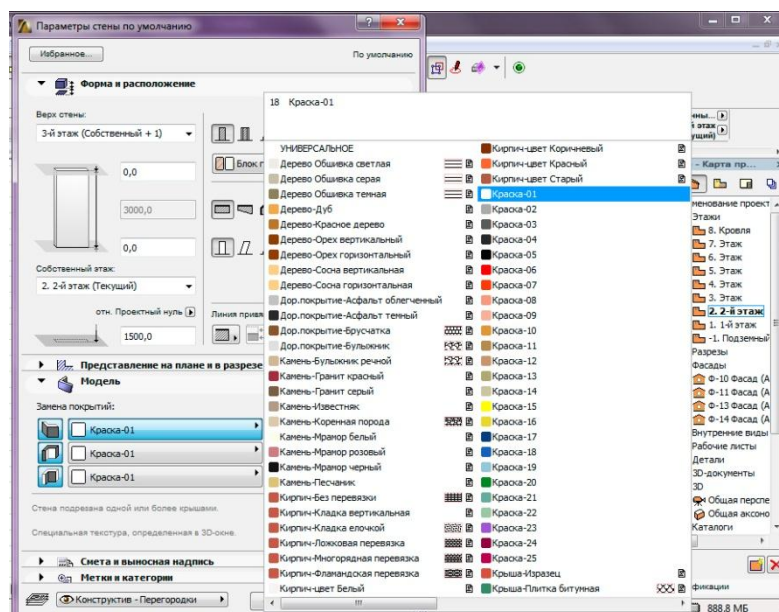 Параметры стены по умолчанию
Избранное...
По умолчанию
Форма и расположение
Верх стены:
3-й этаж (Собственный + 1)
0,0
3000,0
0,0
Собственный этаж:
2. 2-й этаж (Текущий)
отн. Проектный нуль
1500,0
Блок г
Линия привя
Представление на плане и в разрезе
Модель
Замена покрытий:
Краска-01
Краска-01
Краска-01
Стена подрезана одной или более крышами.
Специальная текстура, определенная в 3D-окне.
Смета и выносная надпись
Метки и категории
Конструктив - Перегородки
18 Краска-01
УНИВЕРСАЛЬНОЕ
Дерево Обшивка светлая
Дерево Обшивка серая
Дерево Обшивка темная
Дерево-Дуб
Дерево-Красное дерево
Дерево-Орех вертикальный
Дерево-Орех горизонтальный
Дерево-Сосна вертикальная
Дерево-Сосна горизонтальная
Дор.покрытие-Асфальт облегченный
Дор.покрытие-Асфальт темный
Дор.покрытие-Брусчатка
Дор.покрытие-Булыжник
Камень-Булыжник речной
Камень-Гранит красный
Камень-Гранит серый
Камень-Известняк
Камень-Коренная порода
Камень-Мрамор белый
Камень-Мрамор розовый
Камень-Мрамор черный
Камень-Песчаник
Кирпич-Без перевязки
Кирпич-Кладка вертикальная
Кирпич-Кладка елочкой
Кирпич-Ложковая перевязка
Кирпич-Многорядная перевязка
Кирпич-Фландандская перевязка
Кирпич-цвет Белый
Кирпич-цвет Коричневый
Кирпич-цвет Красный
Кирпич-цвет Старый
Краска-01
Краска-02
Краска-03
Краска-04
Краска-05
Краска-06
Краска-07
Краска-08
Краска-09
Краска-10
Краска-11
Краска-12
Краска-13
Краска-14
Краска-15
Краска-16
Краска-17
Краска-18
Краска-19
Краска-20
Краска-21
Краска-22
Краска-23
Краска-24
Краска-25
Крыша-Изразец
Крыша-Плитка битумная
нны...
й этаж
ущий)
- Карта пр...
менование проект
Этажи
8. Кровля
7. Этаж
6. Этаж
5. Этаж
4. Этаж
3. Этаж
2. 2-й этаж
1. 1-й этаж
-1. Подземный
Разрезы
Фасады
Ф-10 Фасад (А
Ф-11 Фасад (А
Ф-13 Фасад (А
Ф-14 Фасад (А
Внутренние виды
Рабочие листы
Детали
3D-документы
3D
Общая перспе
Общая аксоно
Каталоги
фикации
888.8 МБ